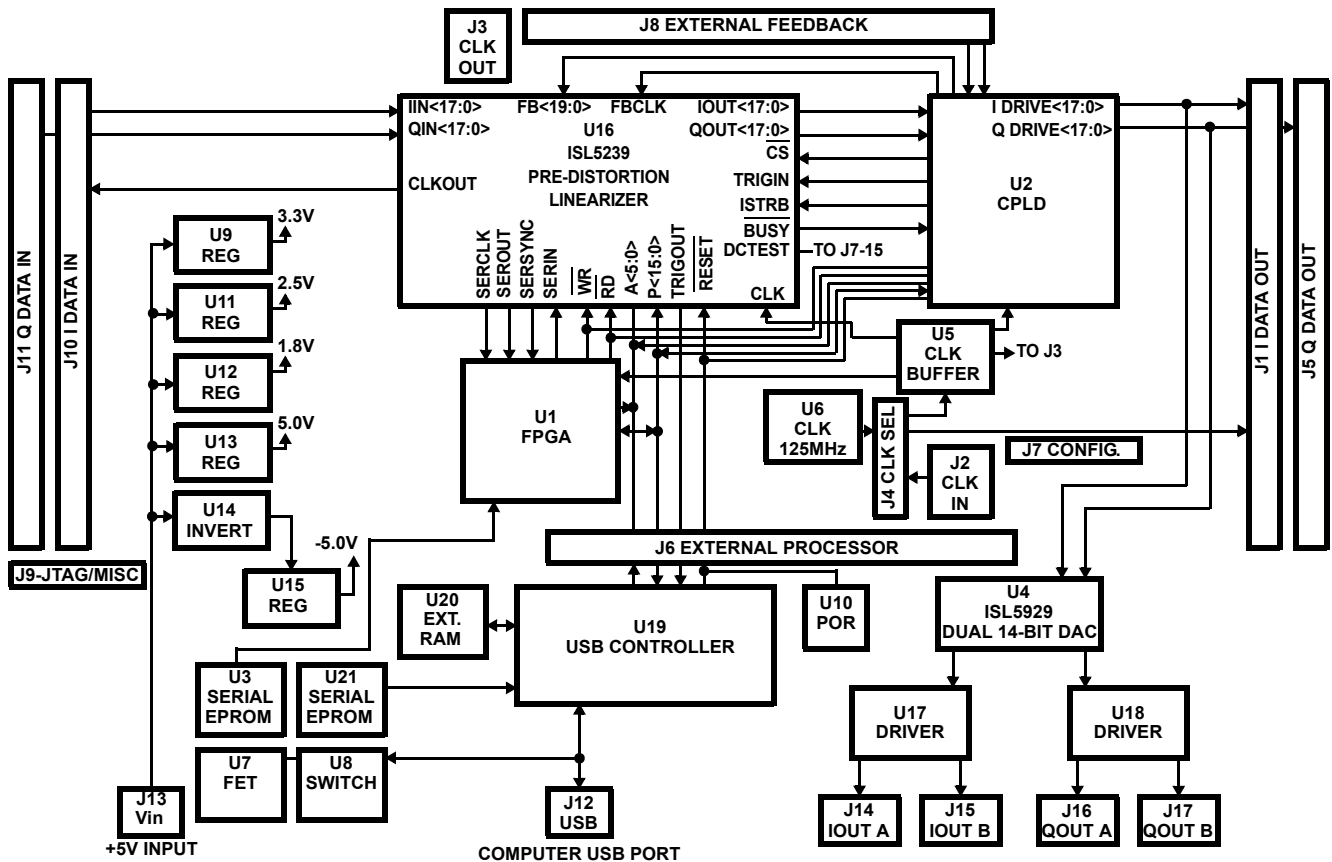 J3
CLK
OUT
J8 EXTERNAL FEEDBACK
J11 Q DATA IN
J10 I DATA IN
IIN<17:0>
FB<19:0>
FBCLK
IOUT<17:0>
QIN<17:0>
U16
QOUT<17:0>
ISL5239
CS
PRE-DISTORTION
TRIGIN
CLKOUT
LINEARIZER
ISTRB
BUSY
DCTEST
TO J7-15
SERCLK
SEROUT
SERSYNC
SERIN
WR
RD
A<5:0>
P<15:0>
TRIGOUT
RESET
CLK
I DRIVE<17:0>
Q DRIVE<17:0>
U2
CPLD
J1 I DATA OUT
J5 Q DATA OUT
U9
REG
3.3V
U11
REG
2.5V
U12
REG
1.8V
U13
REG
5.0V
U14
INVERT
U15
REG
-5.0V
J9-JTAG/MISC
U1
FPGA
U5
CLK
BUFFER
TO J3
U6
CLK
125MHz
J4 CLK SEL
J2
CLK
IN
J7 CONFIG.
J6 EXTERNAL PROCESSOR
U20
EXT.
RAM
U19
USB CONTROLLER
U10
POR
U4
ISL5929
DUAL 14-BIT DAC
U3
SERIAL
EPROM
U21
SERIAL
EPROM
U17
DRIVER
U18
DRIVER
U7
FET
U8
SWITCH
J13
Vin
+5V INPUT
J12
USB
COMPUTER USB PORT
J14
IOUT A
J15
IOUT B
J16
QOUT A
J17
QOUT B